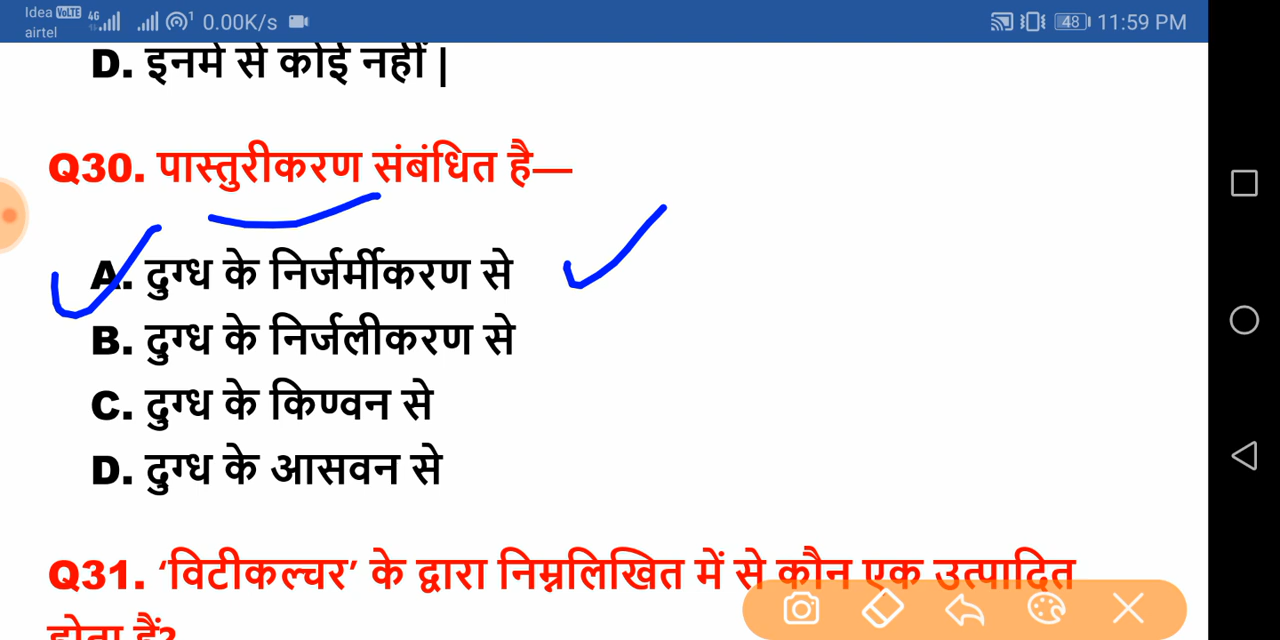 Idea VoLTE 4G 1 0.00K/s 48 11:59 PM
airtel
D. इनमे से कोई नहीं |
Q30. पास्तुरीकरण संबंधित है—
A. दुग्ध के निर्जर्मीकरण से
B. दुग्ध के निर्जलीकरण से
C. दुग्ध के किण्वन से
D. दुग्ध के आसवन से
Q31. ‘विटीकल्चर’ के द्वारा निम्नलिखित में से कौन एक उत्पादित
होता हैं?